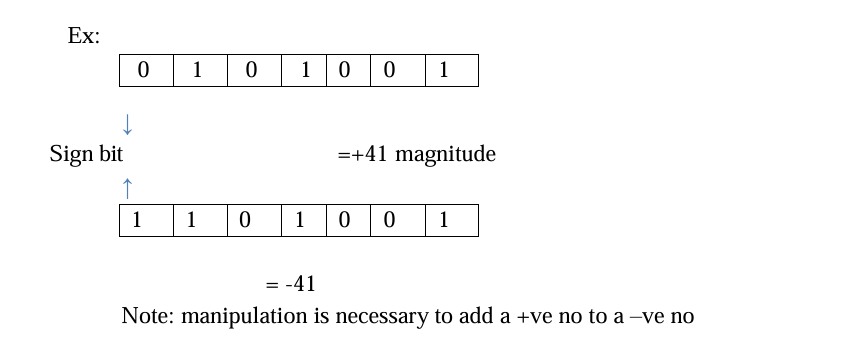 Ex:
0 1 0 1 0 0 1
↓
Sign bit =+41 magnitude
↑
1 1 0 1 0 0 1
= -41
Note: manipulation is necessary to add a +ve no to a –ve no